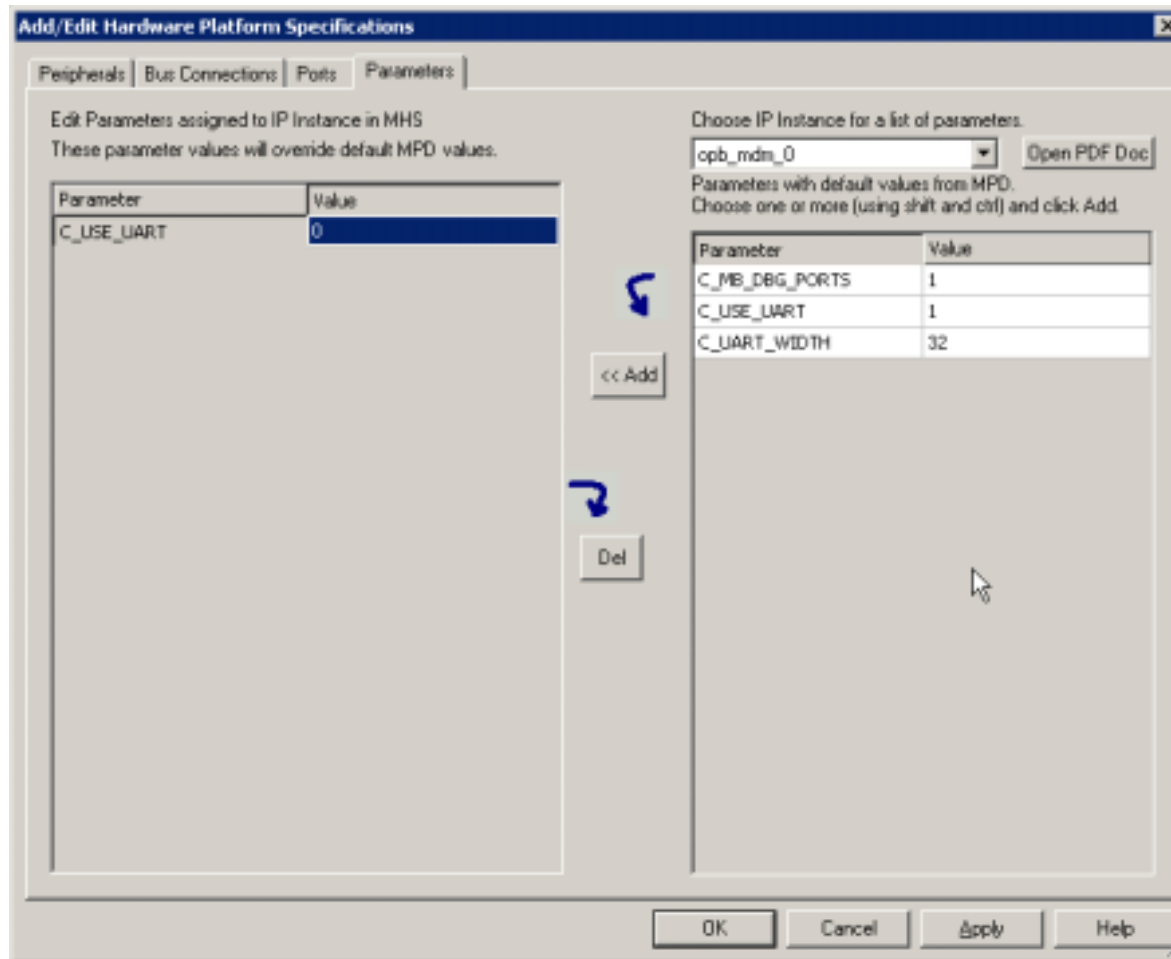 Add/Edit Hardware Platform Specifications
Peripherals Bus Connections Ports Parameters
Edit Parameters assigned to IP Instance in MHS
These parameter values will override default MPD values.
Parameter Value
C_USE_UART 0
<< Add
Del
Choose IP Instance for a list of parameters.
opb_mdm_0 Open PDF Doc
Parameters with default values from MPD.
Choose one or more (using shift and ctrl) and click Add.
Parameter Value
C_MB_DBG_PORTS 1
C_USE_UART 1
C_UART_WIDTH 32
OK Cancel Apply Help